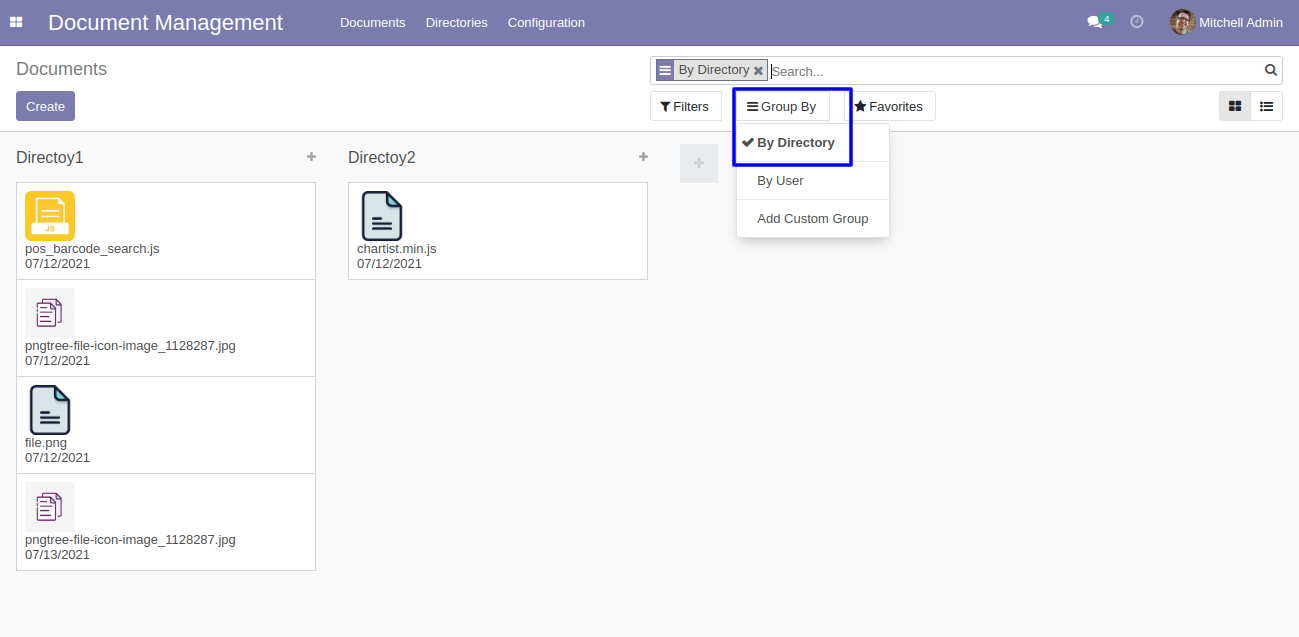 Document Management Documents Directories Configuration 4 Mitchell Admin
Documents
By Directory Search...
Create
Filters Group By Favorites
By Directory
By User
Add Custom Group
Directoy1
JS
pos_barcode_search.js
07/12/2021
pngtree-file-icon-image_1128287.jpg
07/12/2021
file.png
07/12/2021
pngtree-file-icon-image_1128287.jpg
07/13/2021
Directoy2
chartist.min.js
07/12/2021